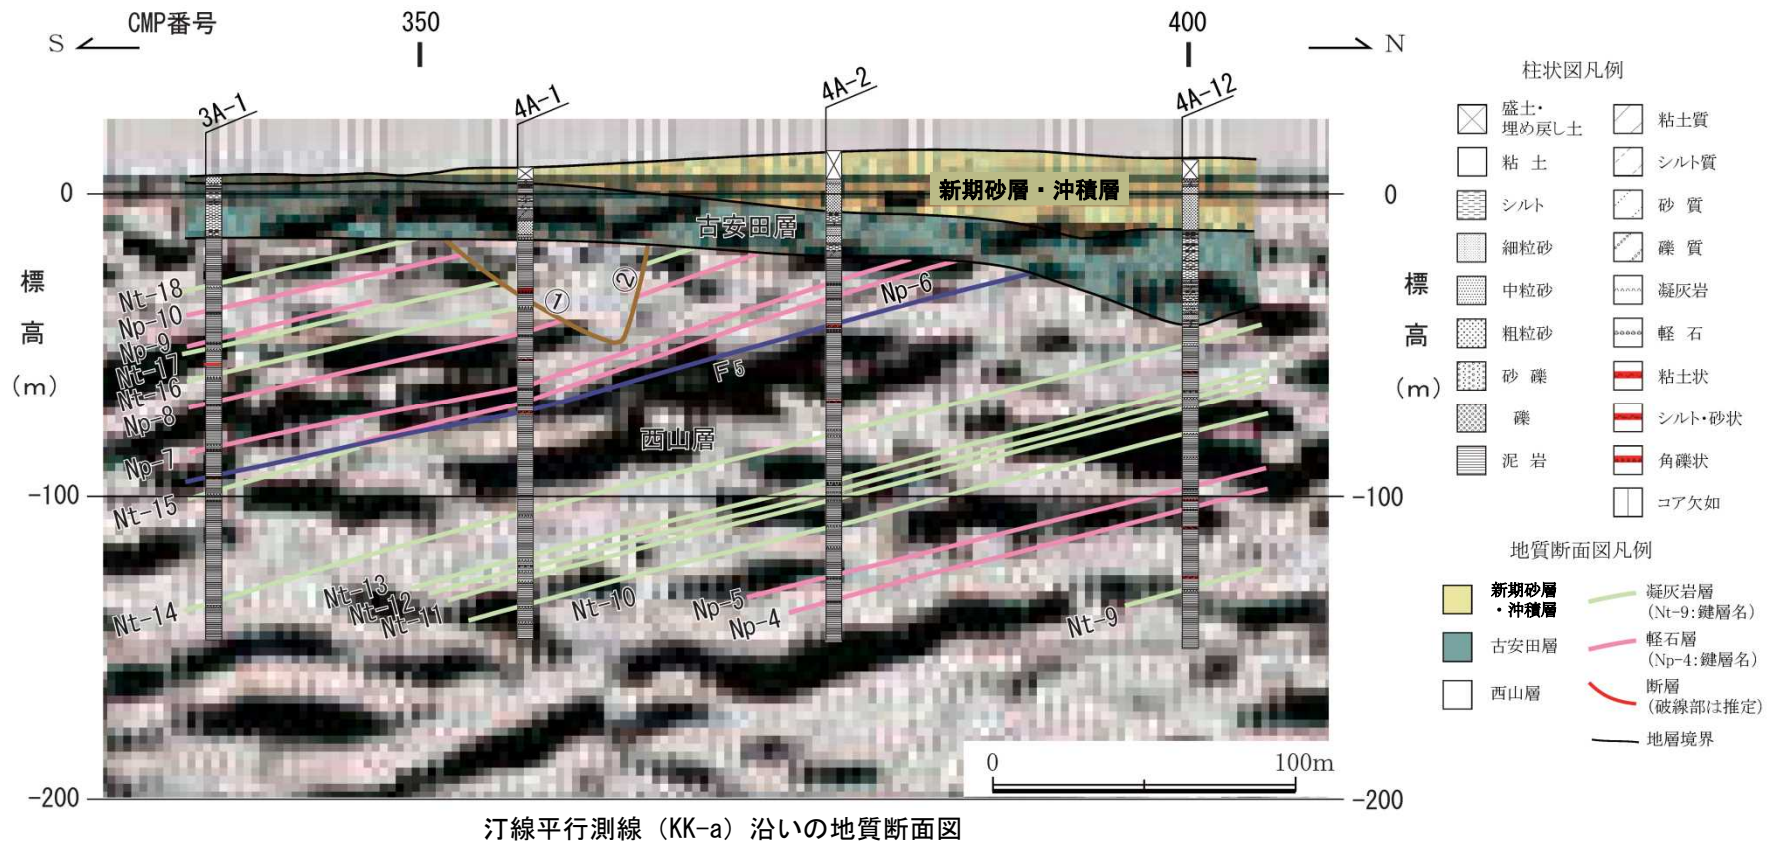 CMP番号
350
400
S
N
3A-1
4A-1
4A-2
4A-12
0
0
新期砂層・沖積層
古安田層
西山層
①
②
標
高
(m)
標
高
(m)
Nt-18
Np-10
Np-9
Nt-17
Nt-16
Np-8
Np-7
Nt-15
Nt-14
Nt-13
Nt-12
Nt-11
Nt-10
Np-6
F5
Np-5
Np-4
Nt-9
-100
-100
-200
-200
0
100m
汀線平行測線（KK-a）沿いの地質断面図
柱状図凡例
盛土・
埋め戻し土
粘 土
シルト
細粒砂
中粒砂
粗粒砂
砂 礫
礫
泥 岩
粘土質
シルト質
砂 質
礫 質
凝灰岩
軽 石
粘土状
シルト・砂状
角礫状
コア欠如
地質断面図凡例
新期砂層
・沖積層
古安田層
西山層
凝灰岩層
(Nt-9:鍵層名)
軽石層
(Np-4:鍵層名)
断層
(破線部は推定)
地層境界